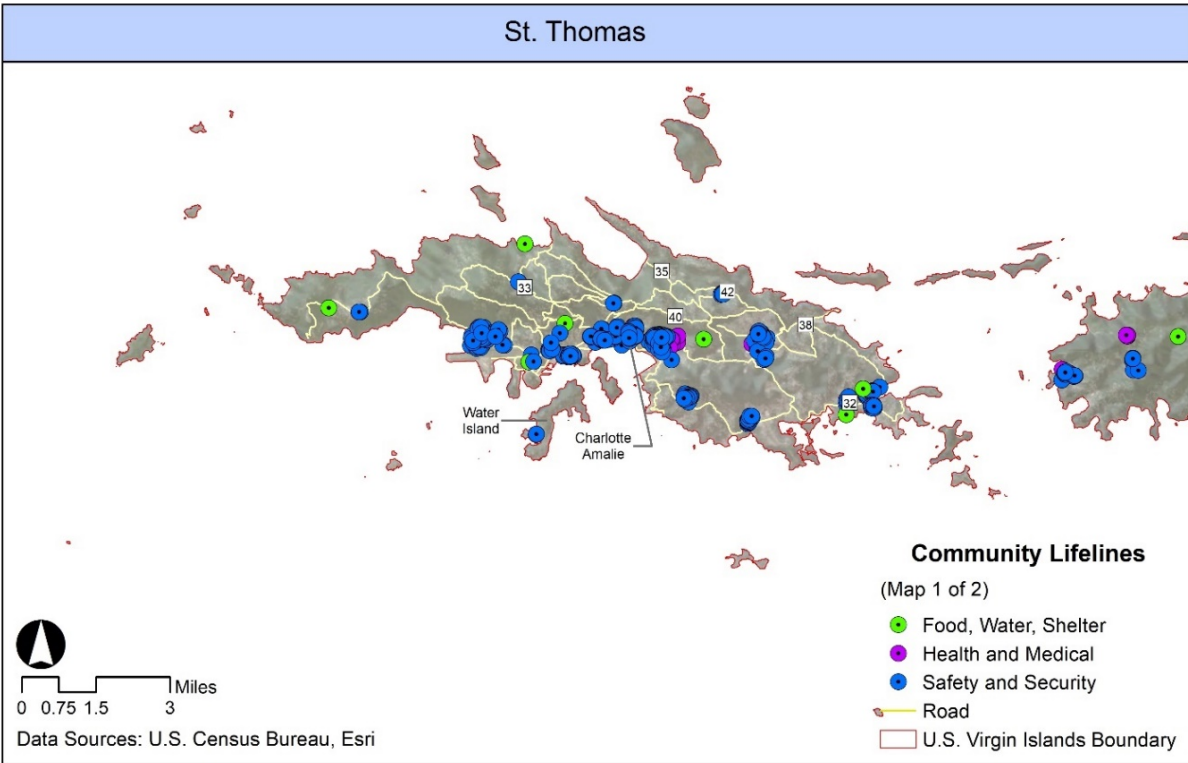 St. Thomas
35
33
42
40
38
32
Water
Island
Charlotte
Amalie
Community Lifelines
(Map 1 of 2)
Food, Water, Shelter
Health and Medical
Safety and Security
Road
U.S. Virgin Islands Boundary
Miles
0 0.75 1.5 3
Data Sources: U.S. Census Bureau, Esri